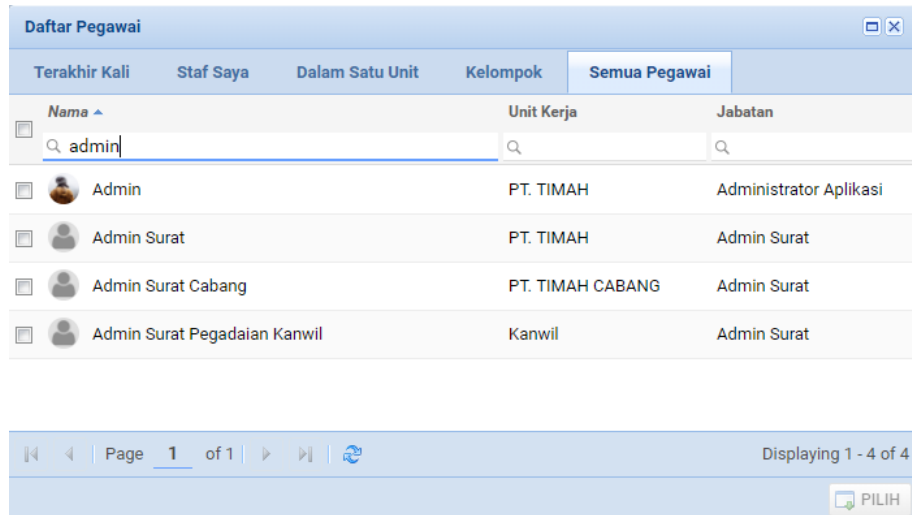 Daftar Pegawai
Terakhir Kali Staf Saya Dalam Satu Unit Kelompok Semua Pegawai
Nama Unit Kerja Jabatan
admin
Admin PT. TIMAH Administrator Aplikasi
Admin Surat PT. TIMAH Admin Surat
Admin Surat Cabang PT. TIMAH CABANG Admin Surat
Admin Surat Pegadaian Kanwil Kanwil Admin Surat
Page 1 of 1 Displaying 1 - 4 of 4
PILIH